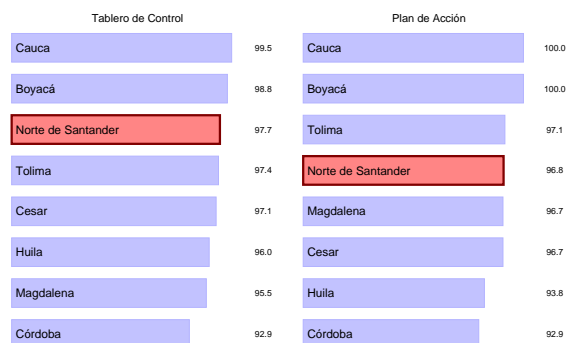 Tablero de Control
Cauca 99.5
Boyacá 98.8
Norte de Santander 97.7
Tolima 97.4
Cesar 97.1
Huila 96.0
Magdalena 95.5
Córdoba 92.9
Plan de Acción
Cauca 100.0
Boyacá 100.0
Tolima 97.1
Norte de Santander 96.8
Magdalena 96.7
Cesar 96.7
Huila 93.8
Córdoba 92.9